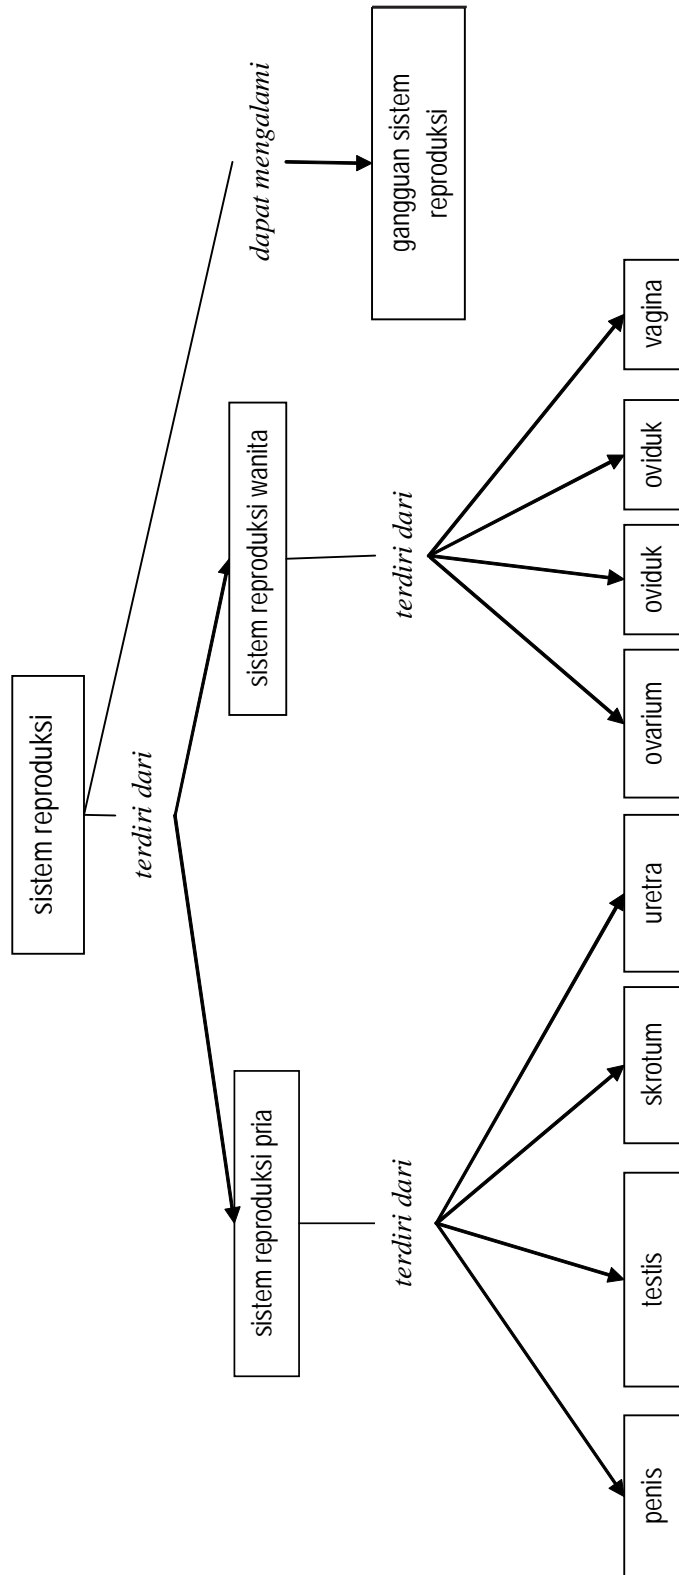 sistem reproduksi
terdiri dari
dapat mengalami
sistem reproduksi pria
sistem reproduksi wanita
gangguan sistem
reproduksi
terdiri dari
terdiri dari
penis
testis
skrotum
uretra
ovarium
oviduk
oviduk
vagina